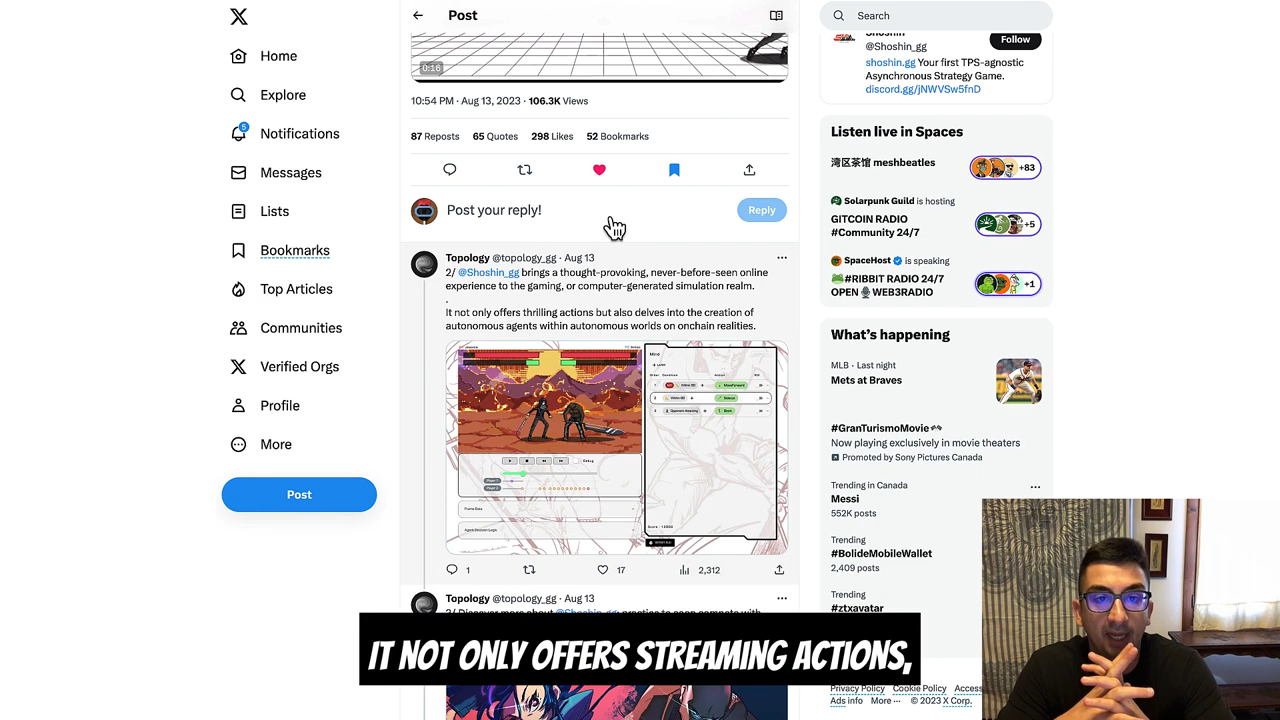 Post
Search
Home
Explore
5
Notifications
Messages
Lists
Bookmarks
Top Articles
Communities
Verified Orgs
Profile
More
Post
0:16
10:54 PM · Aug 13, 2023 · 106.3K Views
87 Reposts 65 Quotes 298 Likes 52 Bookmarks
Post your reply!
Reply
Topology @topology_gg · Aug 13
2/ @Shoshin_gg brings a thought-provoking, never-before-seen online
experience to the gaming, or computer-generated simulation realm.
.
It not only offers thrilling actions but also delves into the creation of
autonomous agents within autonomous worlds on onchain realities.
Mind
Debug
Frame Data
1 17 2,312
Topology @topology_gg · Aug 13
IT NOT ONLY OFFERS STREAMING ACTIONS,
Shoshin
@Shoshin_gg
Follow
shoshin.gg Your first TPS-agnostic
Asynchronous Strategy Game.
discord.gg/jNWVSw5fnD
Listen live in Spaces
湾区茶馆 meshbeatles
+83
Solarpunk Guild is hosting
GITCOIN RADIO
#Community 24/7
+5
SpaceHost is speaking
🐸#RIBBIT RADIO 24/7
OPEN🎙️WEB3RADIO
+1
What's happening
MLB · Last night
Mets at Braves
#GranTurismoMovie
Now playing exclusively in movie theaters
Promoted by Sony Pictures Canada
Trending in Canada
Messi
552K posts
Trending
#BolideMobileWallet
2,409 posts
Trending
#ztxavatar
Privacy Policy Cookie Policy
Ads info More ··· © 2023 X Corp.